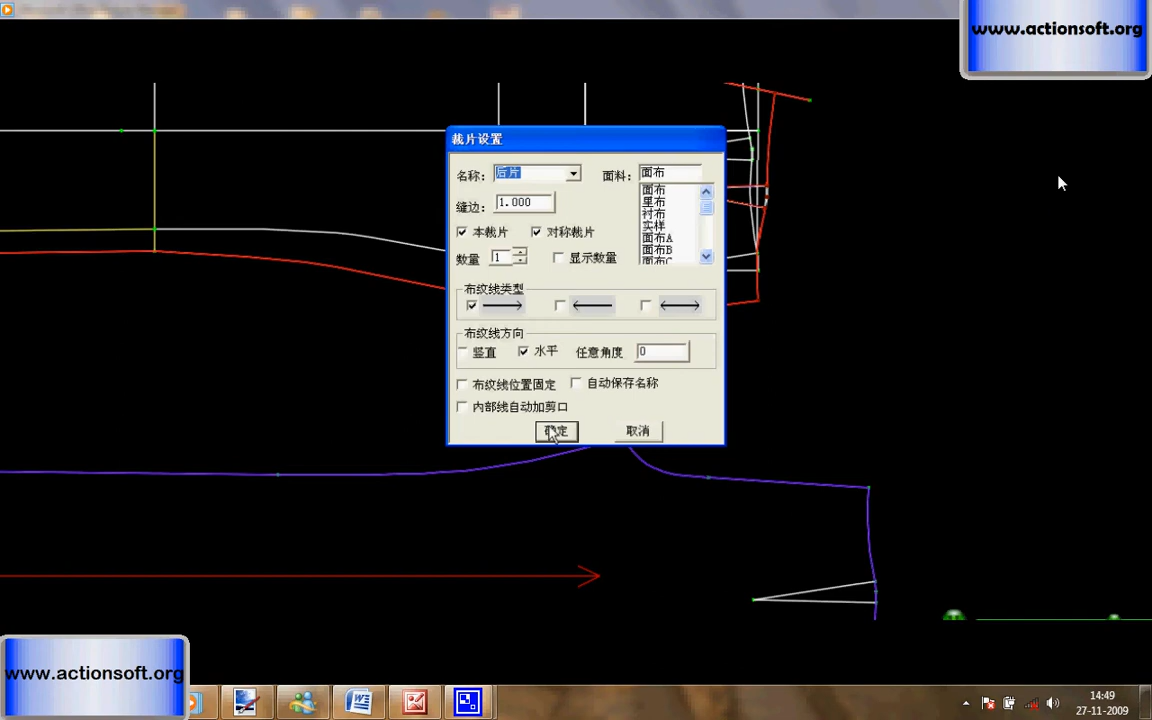 www.actionsoft.org
裁片设置
名称: 后片
面料: 面布
面布
里布
衬布
实样
面布A
面布B
面布C
缝边: 1.000
本裁片 对称裁片
数量 1 显示数量
布纹线类型
布纹线方向
竖直 水平 任意角度 0
布纹线位置固定 自动保存名称
内部线自动加剪口
确定 取消
www.actionsoft.org
14:49
27-11-2009